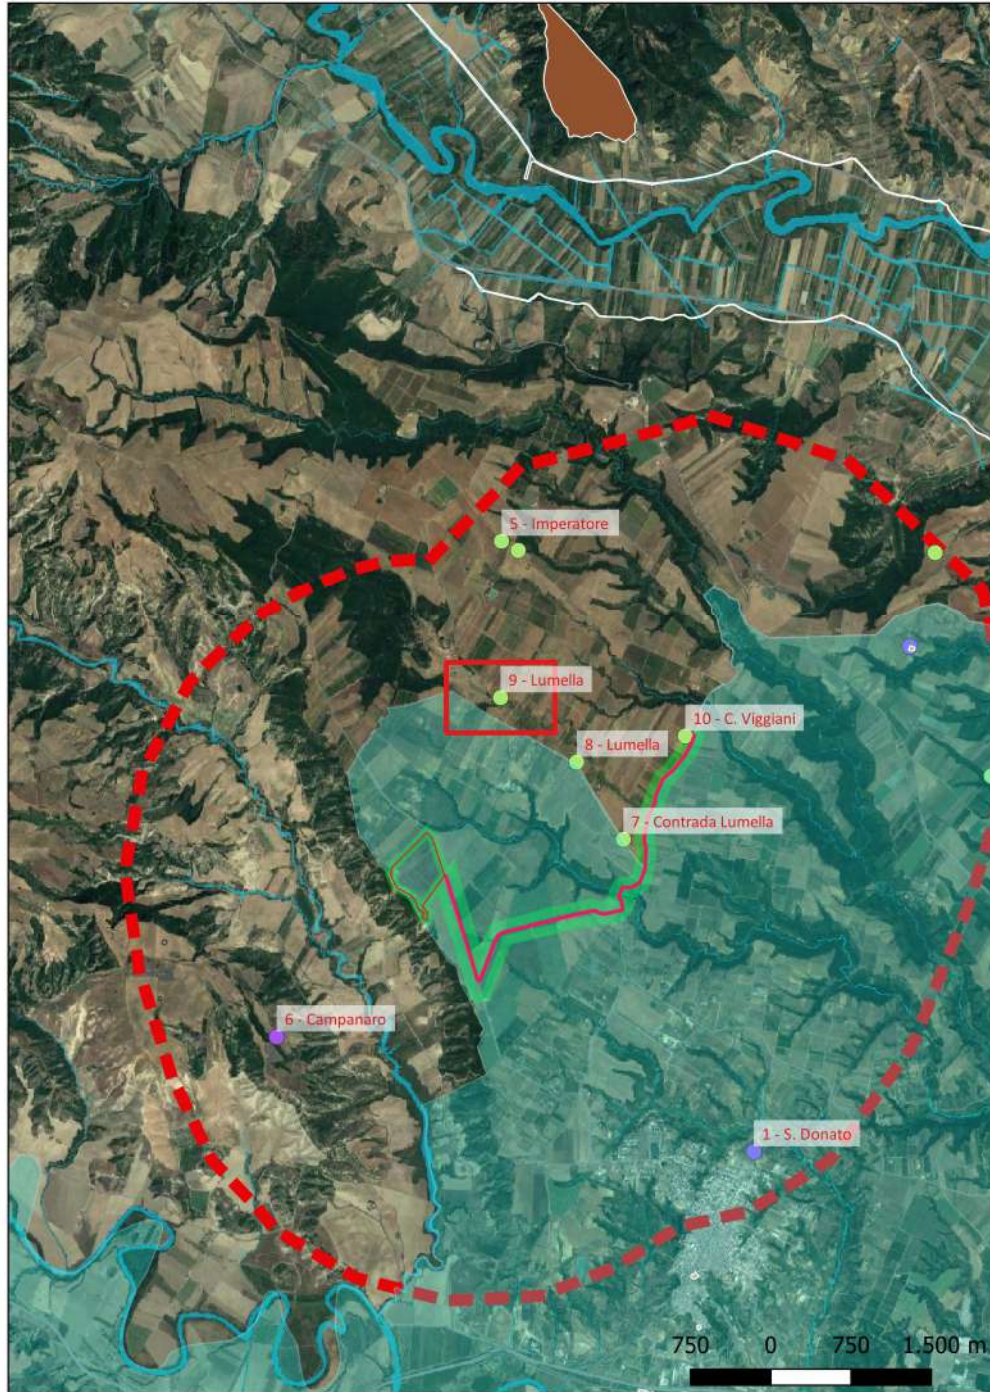 5 - Imperatore
9 - Lumella
10 - C. Viggiani
8 - Lumella
7 - Contrada Lumella
6 - Campanaro
1 - S. Donato
750 0 750 1.500 m